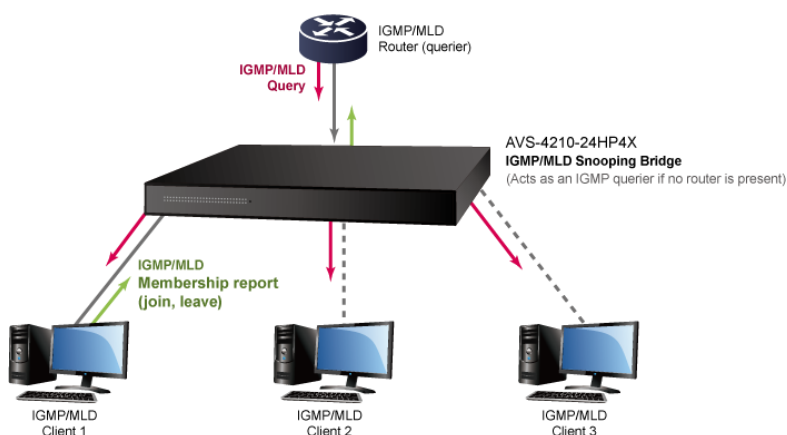 IGMP/MLD
Router (querier)
IGMP/MLD
Query
AVS-4210-24HP4X
IGMP/MLD Snooping Bridge
(Acts as an IGMP querier if no router is present)
IGMP/MLD
Membership report
(join, leave)
IGMP/MLD
Client 1
IGMP/MLD
Client 2
IGMP/MLD
Client 3